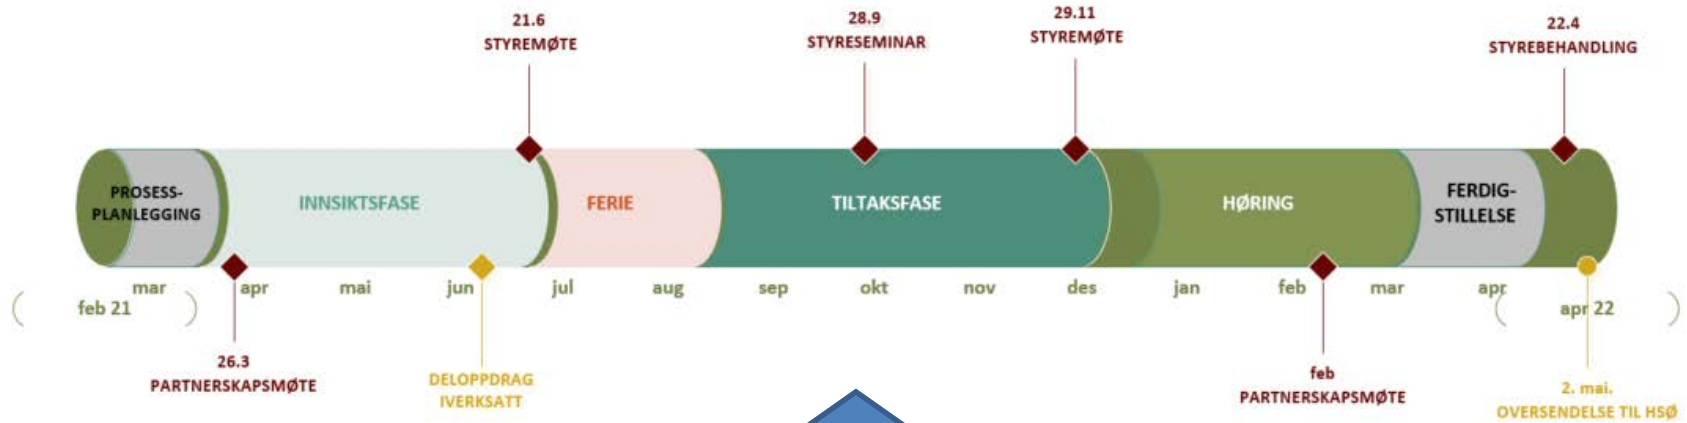 21.6
STYREMØTE
28.9
STYRESEMINAR
29.11
STYREMØTE
22.4
STYREBEHANDLING
PROSESS-
PLANLEGGING
INNSIKTSFASE
FERIE
TILTAKSFASE
HØRING
FERDIG-
STILLELSE
mar apr mai jun jul aug sep okt nov des jan feb mar apr
( feb 21 )
( apr 22 )
26.3
PARTNERSKAPSMØTE
DELOPPDRAG
IVERKSATT
feb
PARTNERSKAPSMØTE
2. mai.
OVERSENDELSE TIL HSØ